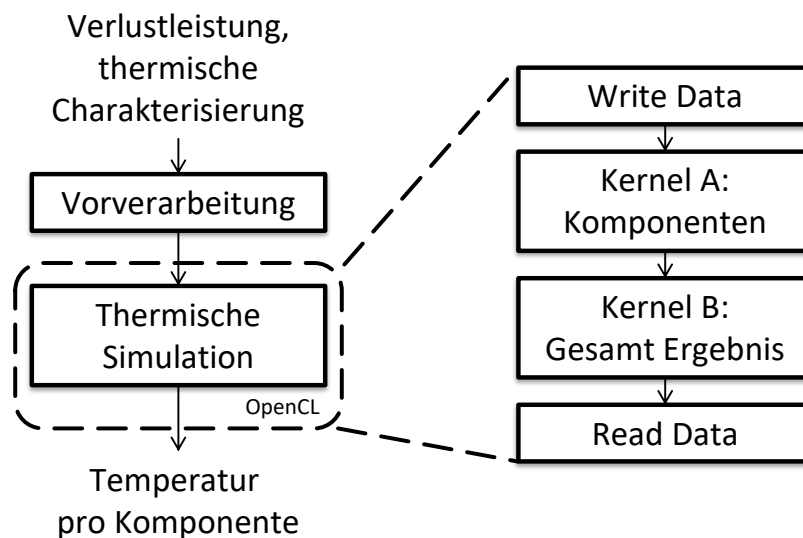 Verlustleistung,
thermische
Charakterisierung
Vorverarbeitung
Thermische
Simulation
OpenCL
Temperatur
pro Komponente
Write Data
Kernel A:
Komponenten
Kernel B:
Gesamt Ergebnis
Read Data